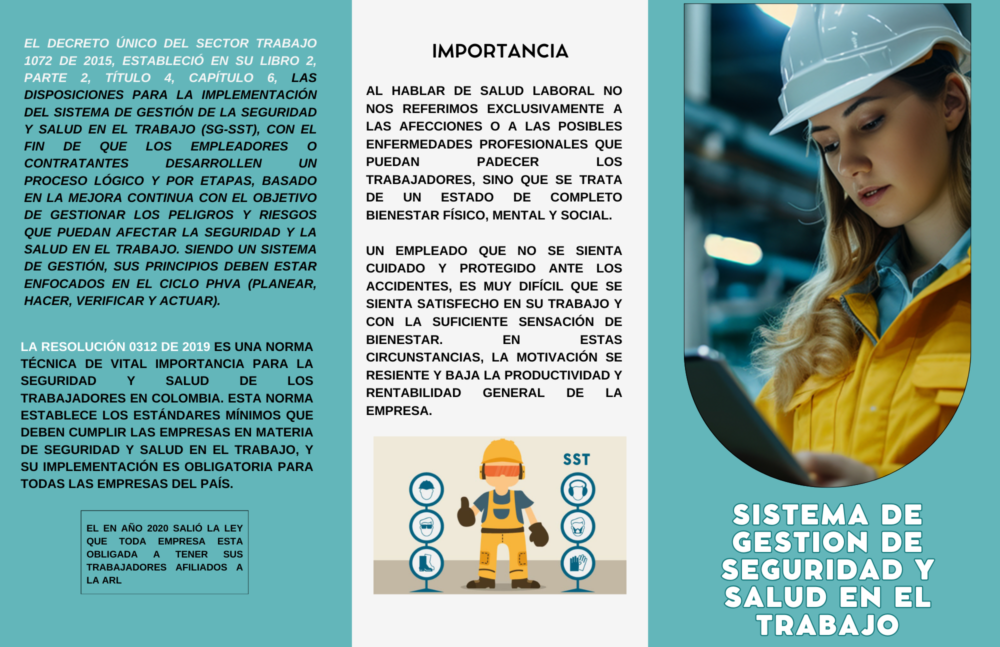 EL DECRETO ÚNICO DEL SECTOR TRABAJO
1072 DE 2015, ESTABLECIÓ EN SU LIBRO 2,
PARTE 2, TÍTULO 4, CAPÍTULO 6, LAS
DISPOSICIONES PARA LA IMPLEMENTACIÓN
DEL SISTEMA DE GESTIÓN DE LA SEGURIDAD
Y SALUD EN EL TRABAJO (SG-SST), CON EL
FIN DE QUE LOS EMPLEADORES O
CONTRATANTES DESARROLLEN UN
PROCESO LÓGICO Y POR ETAPAS, BASADO
EN LA MEJORA CONTINUA CON EL OBJETIVO
DE GESTIONAR LOS PELIGROS Y RIESGOS
QUE PUEDAN AFECTAR LA SEGURIDAD Y LA
SALUD EN EL TRABAJO. SIENDO UN SISTEMA
DE GESTIÓN, SUS PRINCIPIOS DEBEN ESTAR
ENFOCADOS EN EL CICLO PHVA (PLANEAR,
HACER, VERIFICAR Y ACTUAR).
LA RESOLUCIÓN 0312 DE 2019 ES UNA NORMA
TÉCNICA DE VITAL IMPORTANCIA PARA LA
SEGURIDAD Y SALUD DE LOS
TRABAJADORES EN COLOMBIA. ESTA NORMA
ESTABLECE LOS ESTÁNDARES MÍNIMOS QUE
DEBEN CUMPLIR LAS EMPRESAS EN MATERIA
DE SEGURIDAD Y SALUD EN EL TRABAJO, Y
SU IMPLEMENTACIÓN ES OBLIGATORIA PARA
TODAS LAS EMPRESAS DEL PAÍS.
EL EN AÑO 2020 SALIÓ LA LEY
QUE TODA EMPRESA ESTA
OBLIGADA A TENER SUS
TRABAJADORES AFILIADOS A
LA ARL
IMPORTANCIA
AL HABLAR DE SALUD LABORAL NO
NOS REFERIMOS EXCLUSIVAMENTE A
LAS AFECCIONES O A LAS POSIBLES
ENFERMEDADES PROFESIONALES QUE
PUEDAN PADECER LOS
TRABAJADORES, SINO QUE SE TRATA
DE UN ESTADO DE COMPLETO
BIENESTAR FÍSICO, MENTAL Y SOCIAL.
UN EMPLEADO QUE NO SE SIENTA
CUIDADO Y PROTEGIDO ANTE LOS
ACCIDENTES, ES MUY DIFÍCIL QUE SE
SIENTA SATISFECHO EN SU TRABAJO Y
CON LA SUFICIENTE SENSACIÓN DE
BIENESTAR. EN ESTAS
CIRCUNSTANCIAS, LA MOTIVACIÓN SE
RESIENTE Y BAJA LA PRODUCTIVIDAD Y
RENTABILIDAD GENERAL DE LA
EMPRESA.
SST
SISTEMA DE
GESTION DE
SEGURIDAD Y
SALUD EN EL
TRABAJO